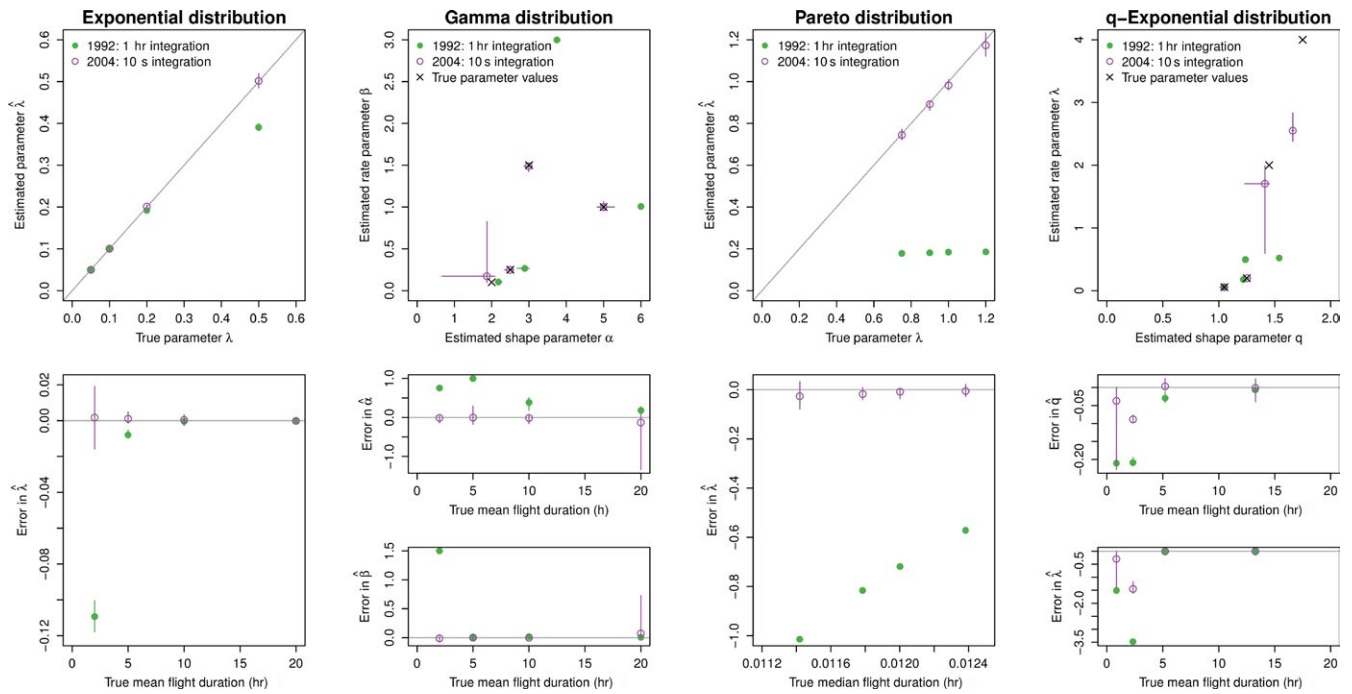 Exponential distribution
1992: 1 hr integration
2004: 10 s integration
Estimated parameter λ̂
0.6
0.5
0.4
0.3
0.2
0.1
0.0
0.0 0.1 0.2 0.3 0.4 0.5 0.6
True parameter λ
Gamma distribution
1992: 1 hr integration
2004: 10 s integration
True parameter values
Estimated rate parameter β
3.0
2.5
2.0
1.5
1.0
0.5
0.0
0 1 2 3 4 5 6
Estimated shape parameter α
Pareto distribution
1992: 1 hr integration
2004: 10 s integration
Estimated parameter λ̂
1.2
1.0
0.8
0.6
0.4
0.2
0.0
0.0 0.2 0.4 0.6 0.8 1.0 1.2
True parameter λ
q−Exponential distribution
1992: 1 hr integration
2004: 10 s integration
True parameter values
Estimated rate parameter λ
4
3
2
1
0
0.0 0.5 1.0 1.5 2.0
Estimated shape parameter q
Error in λ̂
0.02
0.00
−0.04
−0.08
−0.12
0 5 10 15 20
True mean flight duration (hr)
Error in α̂
1.0
0.0
−1.0
0 5 10 15 20
True mean flight duration (h)
Error in β̂
1.5
0.5
0.0
0 5 10 15 20
True mean flight duration (h)
Error in λ̂
0.0
−0.2
−0.4
−0.6
−0.8
−1.0
0.0112 0.0116 0.0120 0.0124
True median flight duration (hr)
Error in q̂
−0.05
−0.20
0 5 10 15 20
True mean flight duration (hr)
Error in λ̂
−0.5
−2.0
−3.5
0 5 10 15 20
True mean flight duration (hr)